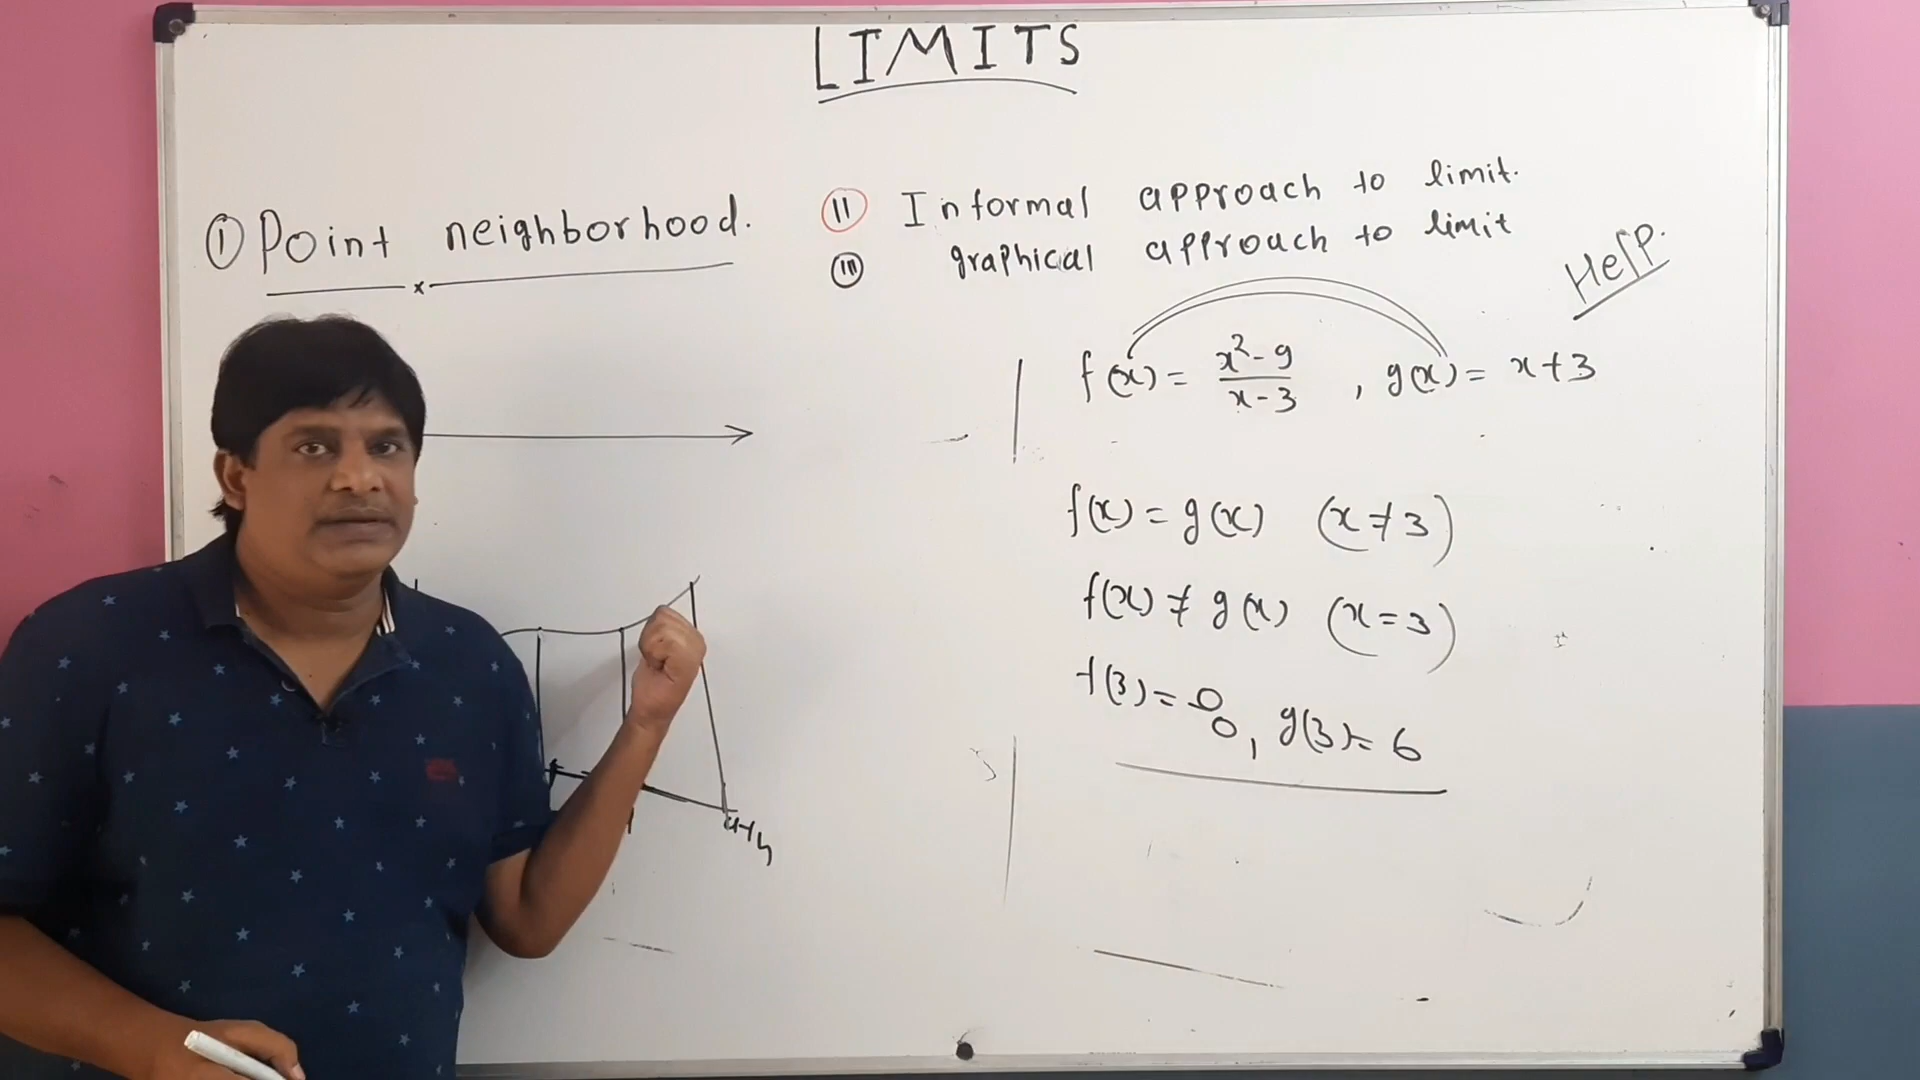 LIMITS
① Point neighborhood.
⑪ Informal approach to limit.
ⅲ graphical approach to limit
Help.
f(x) = x²-9 / x-3 , g(x) = x+3
f(x) = g(x) (x≠3)
f(x) ≠ g(x) (x=3)
f(3) = 0/0, g(3) = 6
a+h